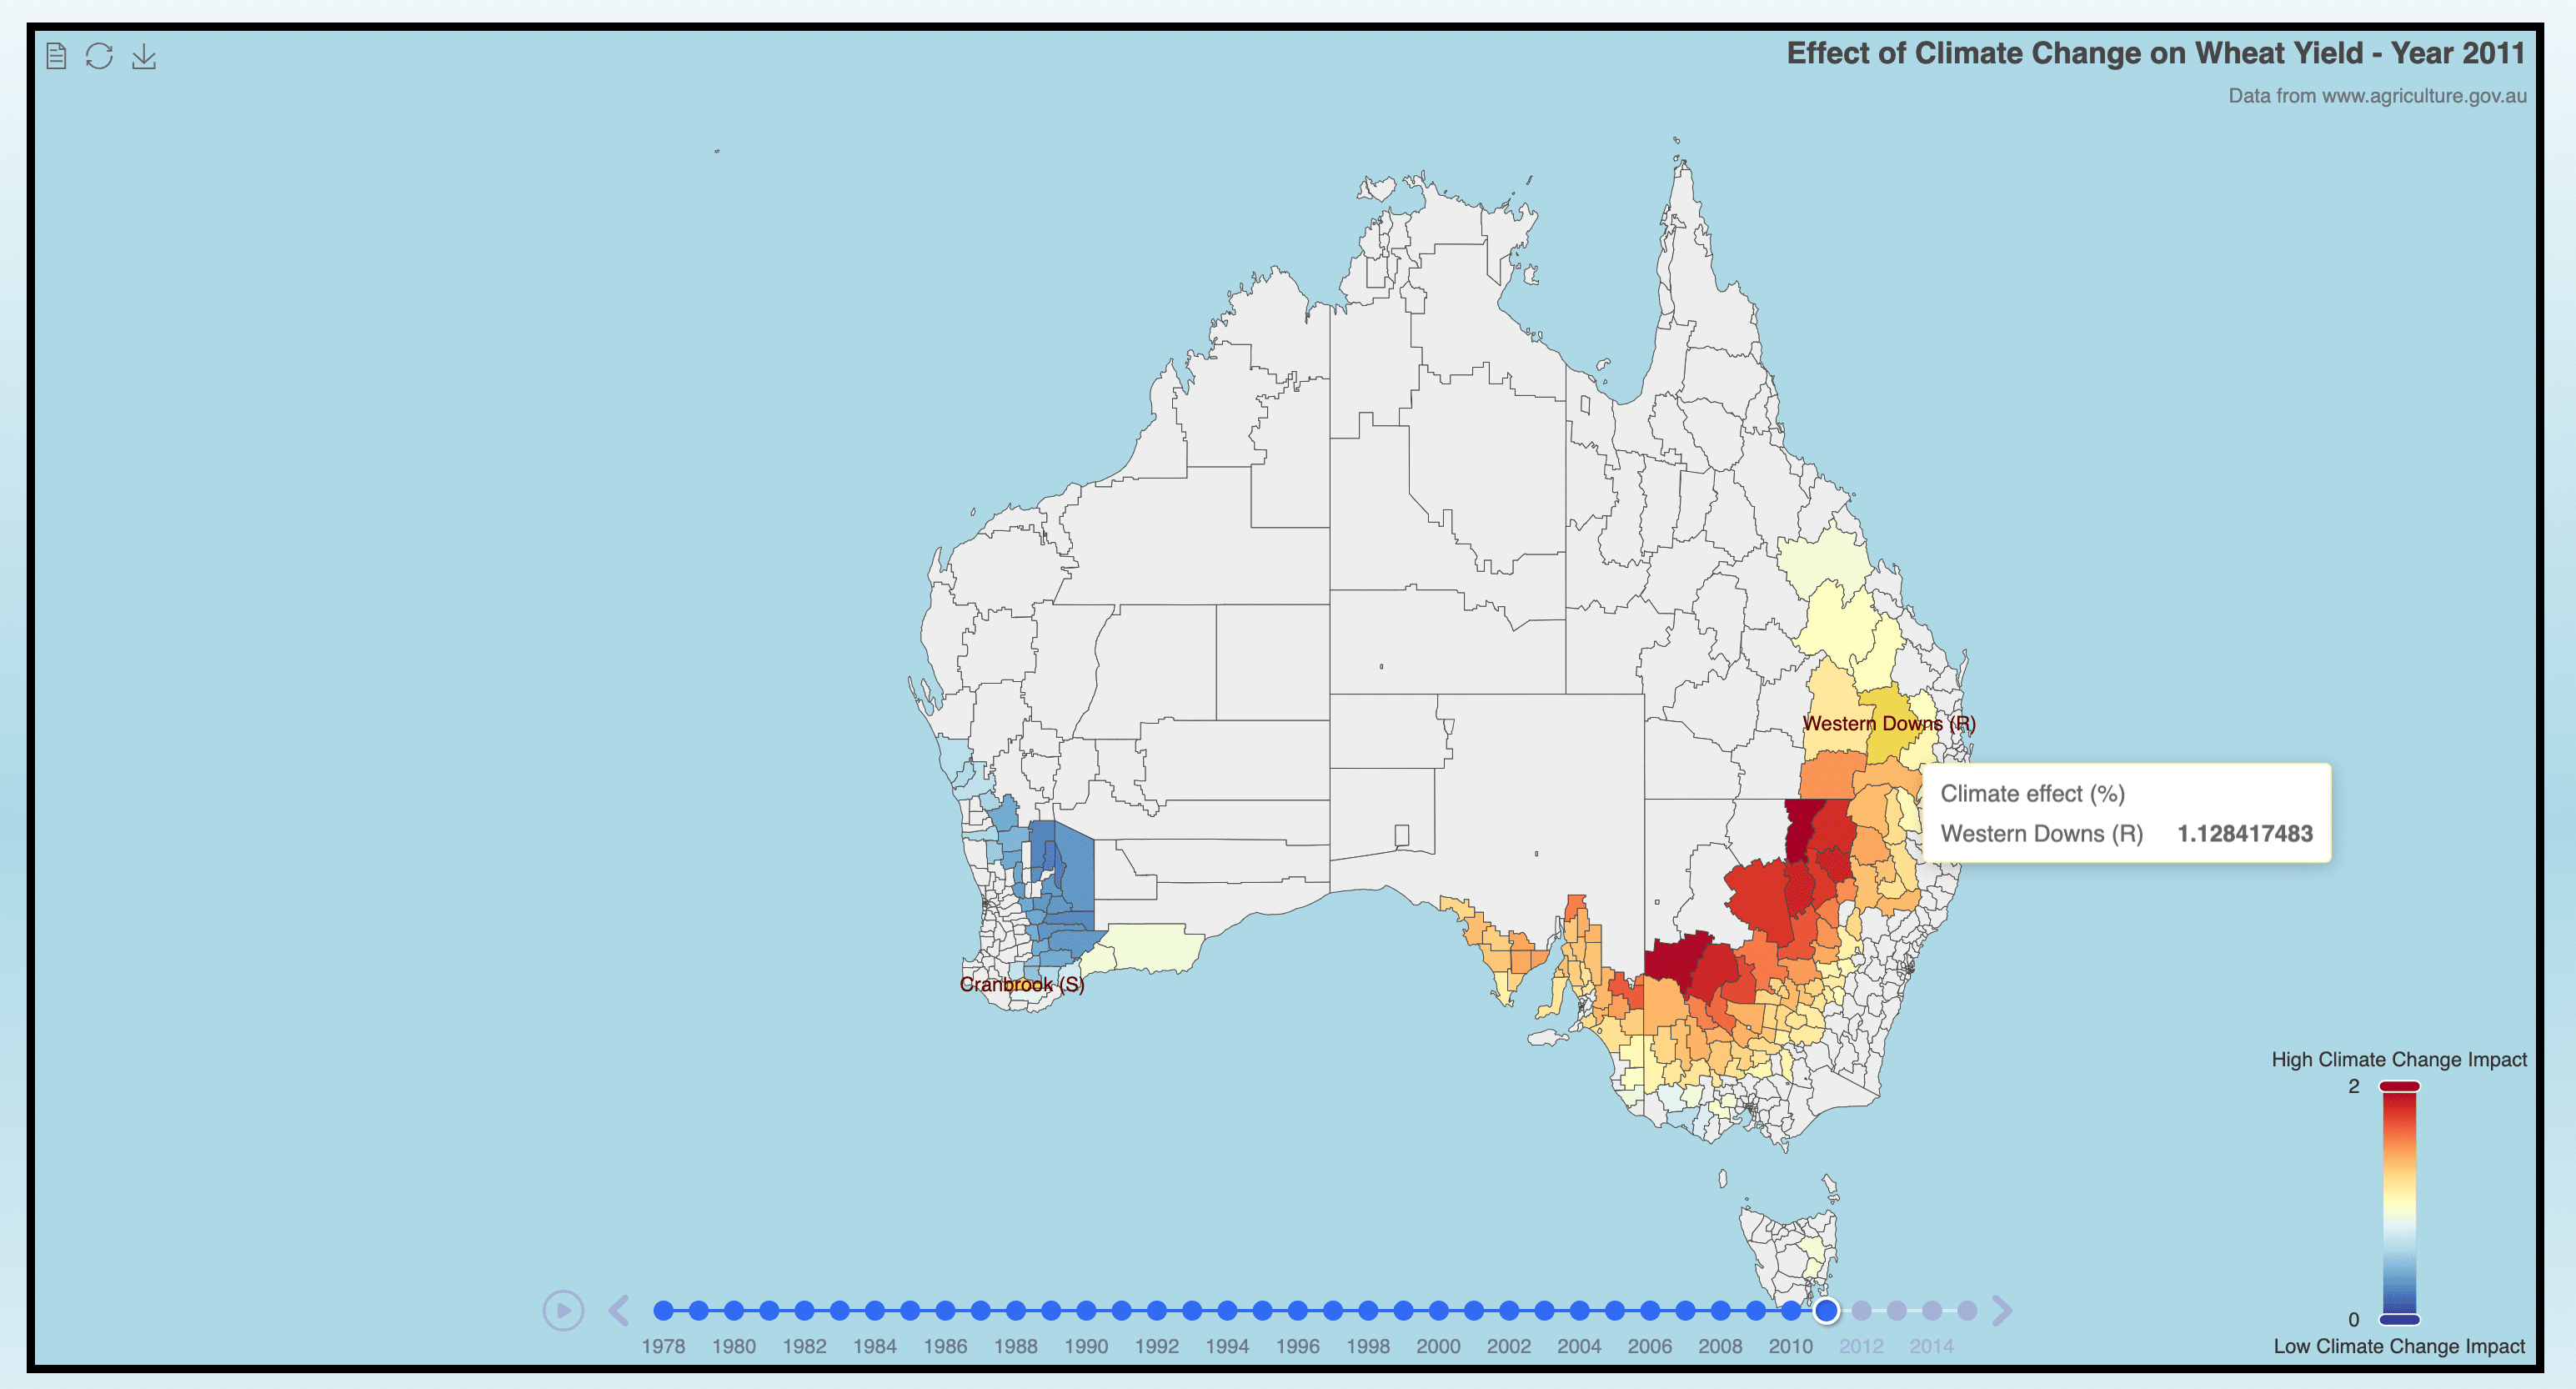 Effect of Climate Change on Wheat Yield - Year 2011
Data from www.agriculture.gov.au
Western Downs (R)
Climate effect (%)
Western Downs (R) 1.128417483
Cranbrook (S)
High Climate Change Impact
2
0
Low Climate Change Impact
1978 1980 1982 1984 1986 1988 1990 1992 1994 1996 1998 2000 2002 2004 2006 2008 2010 2012 2014